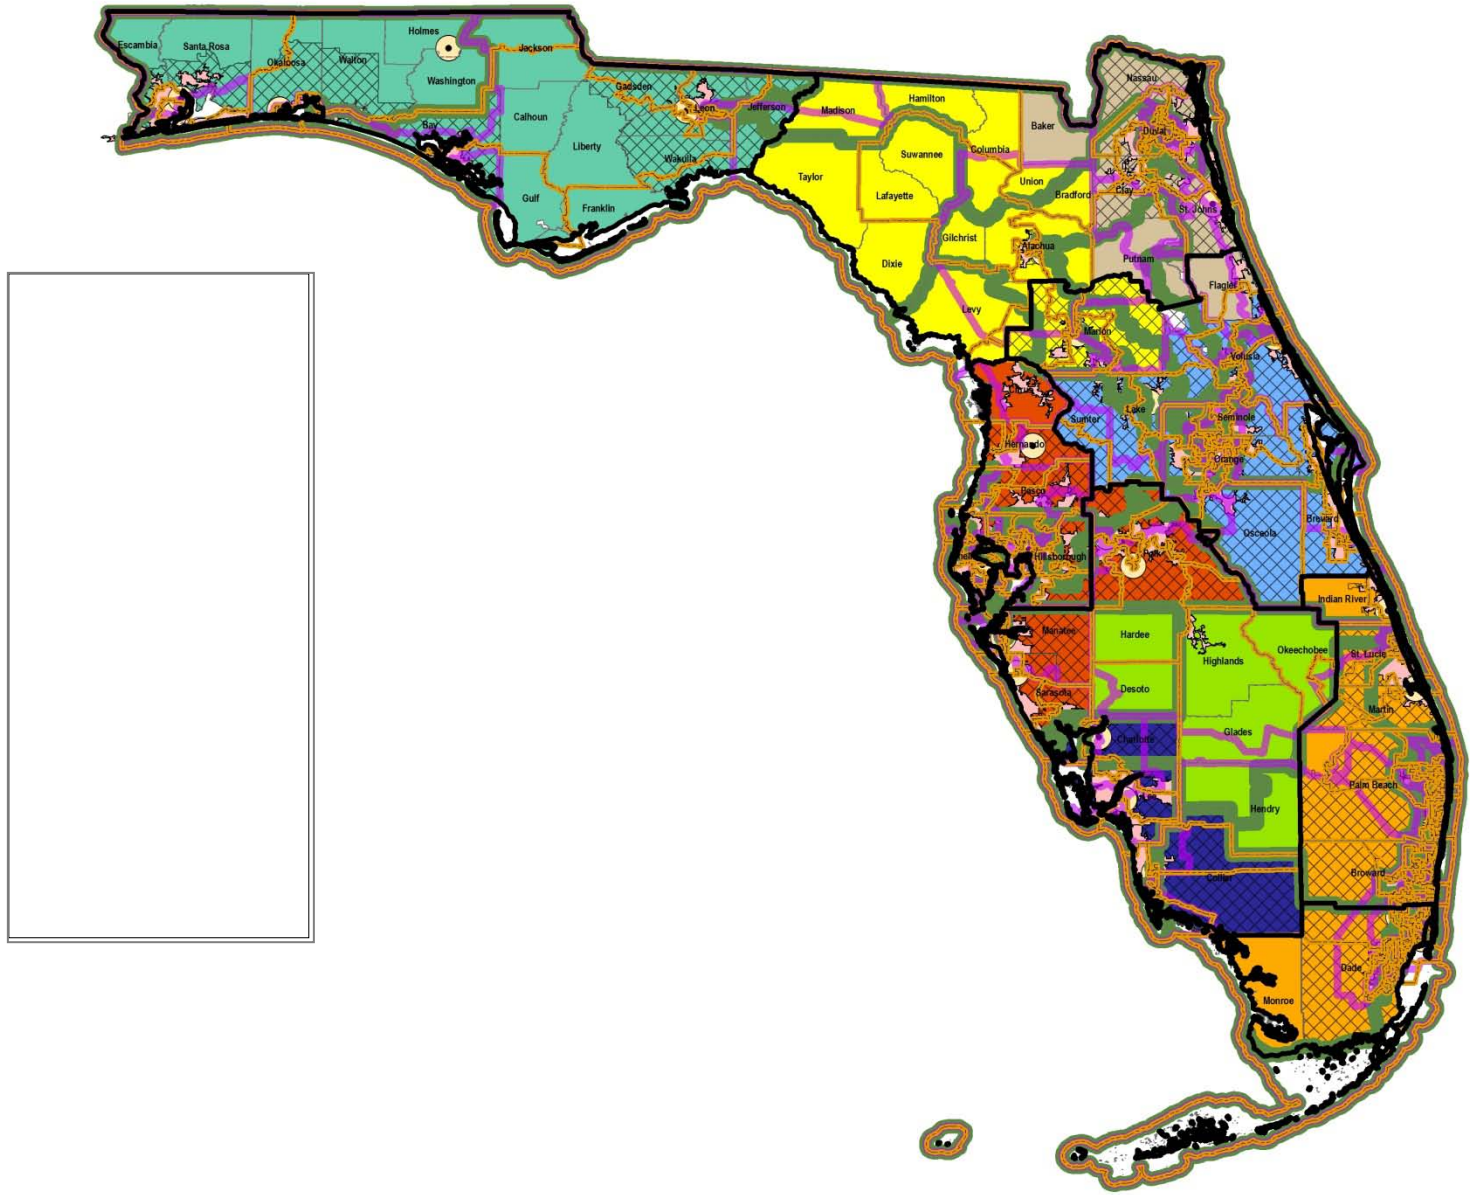 Escambia
Santa Rosa
Okaloosa
Walton
Holmes
Washington
Jackson
Bay
Calhoun
Liberty
Gulf
Franklin
Gadsden
Leon
Wakulla
Jefferson
Madison
Hamilton
Taylor
Suwannee
Lafayette
Columbia
Dixie
Baker
Union
Bradford
Gilchrist
Alachua
Levy
Nassau
Duval
Clay
St. Johns
Putnam
Flagler
Marion
Volusia
Sumter
Lake
Seminole
Orange
Hernando
Pasco
Hillsborough
Polk
Osceola
Brevard
Indian River
Manatee
Hardee
Highlands
Okeechobee
St. Lucie
Sarasota
Desoto
Martin
Charlotte
Glades
Lee
Hendry
Palm Beach
Collier
Broward
Monroe
Dade